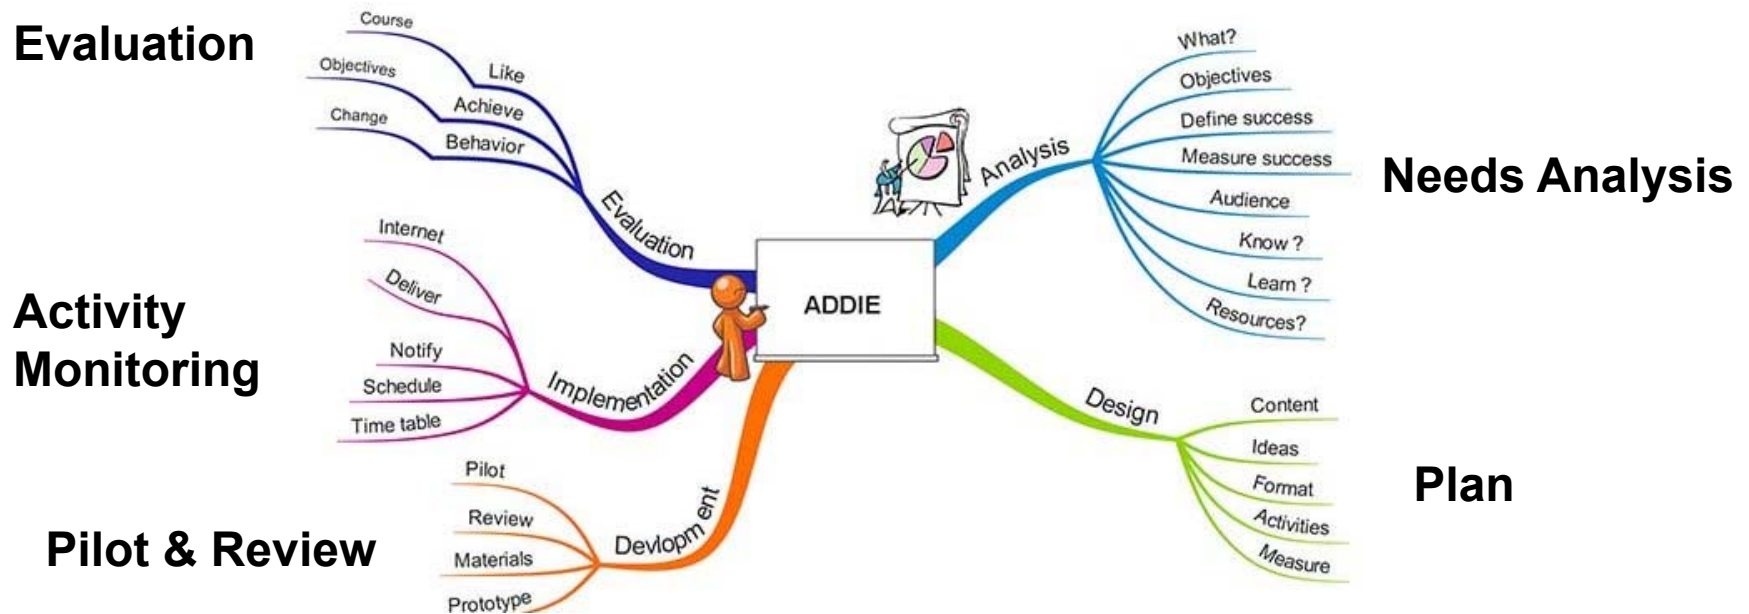 Evaluation
Course
Like
Objectives
Achieve
Change
Behavior
Evaluation
Activity
Monitoring
Internet
Deliver
Notify
Schedule
Time table
Implementation
Pilot & Review
Pilot
Review
Materials
Prototype
Devlopment
ADDIE
Analysis
What?
Objectives
Define success
Measure success
Audience
Know ?
Learn ?
Resources?
Needs Analysis
Design
Content
Ideas
Format
Activities
Measure
Plan